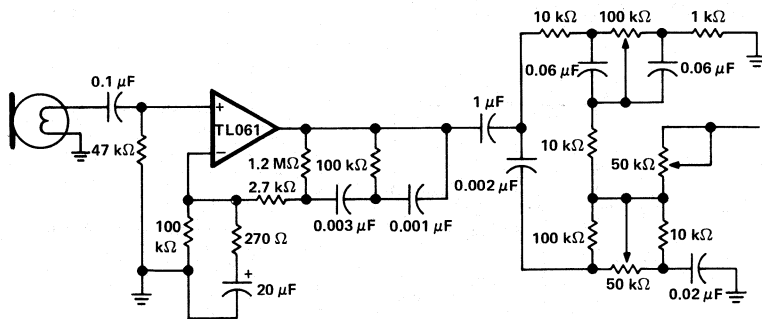 10 kΩ 100 kΩ 1 kΩ
0.06 µF 0.06 µF
0.1 µF
+
TL061
−
47 kΩ
1 µF
1.2 MΩ 100 kΩ
2.7 kΩ
0.003 µF 0.001 µF
0.002 µF
10 kΩ
50 kΩ
100
kΩ
270 Ω
+
20 µF
100 kΩ
10 kΩ
50 kΩ
0.02 µF